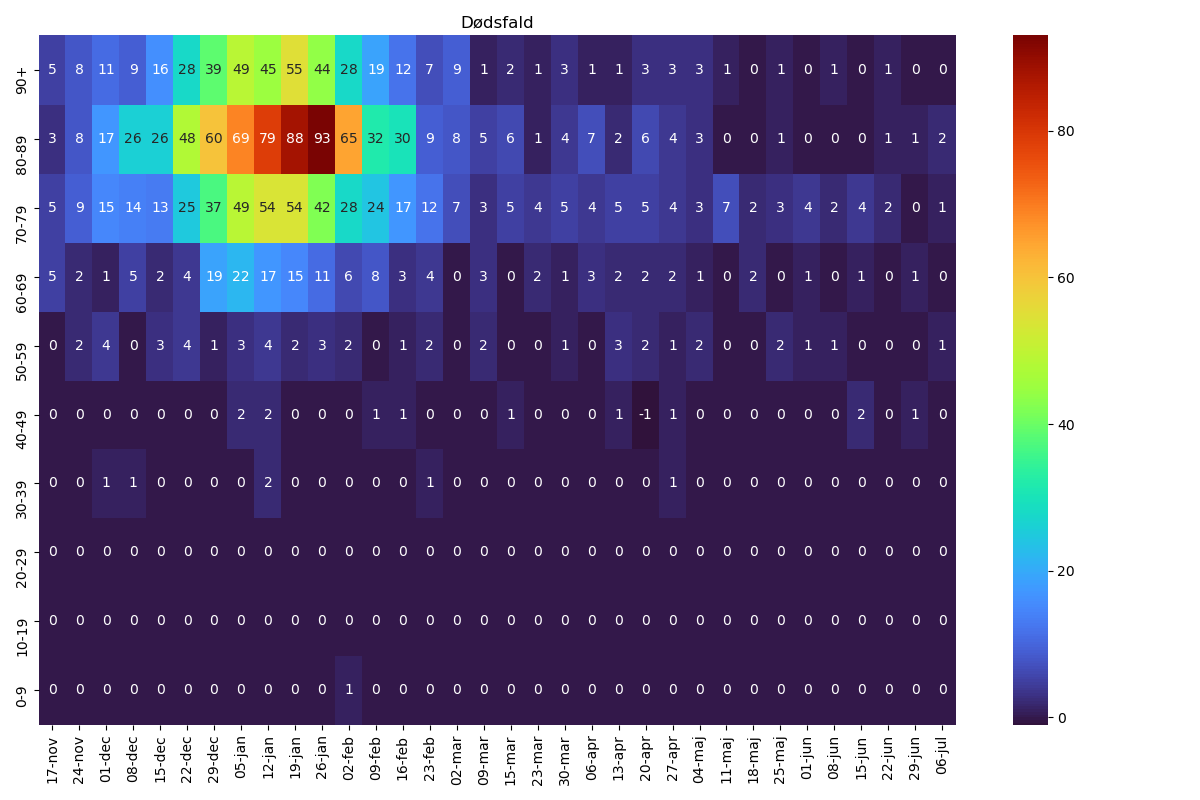 Dødsfald
90+ 5 8 11 9 16 28 39 49 45 55 44 28 19 12 7 9 1 2 1 3 1 1 3 3 3 1 0 1 0 1 0 1 0 0
80-89 3 8 17 26 26 48 60 69 79 88 93 65 32 30 9 8 5 6 1 4 7 2 6 4 3 0 0 1 0 0 0 1 1 2
70-79 5 9 15 14 13 25 37 49 54 54 42 28 24 17 12 7 3 5 4 5 4 5 5 4 3 7 2 3 4 2 4 2 0 1
60-69 5 2 1 5 2 4 19 22 17 15 11 6 8 3 4 0 3 0 2 1 3 2 2 2 1 0 2 0 1 0 1 0 1 0
50-59 0 2 4 0 3 4 1 3 4 2 3 2 0 1 2 0 2 0 0 1 0 3 2 1 2 0 0 2 1 1 0 0 0 1
40-49 0 0 0 0 0 0 0 2 2 0 0 0 1 1 0 0 0 1 0 0 0 1 -1 1 0 0 0 0 0 0 2 0 1 0
30-39 0 0 1 1 0 0 0 0 2 0 0 0 0 0 1 0 0 0 0 0 0 0 0 1 0 0 0 0 0 0 0 0 0 0
20-29 0 0 0 0 0 0 0 0 0 0 0 0 0 0 0 0 0 0 0 0 0 0 0 0 0 0 0 0 0 0 0 0 0 0
10-19 0 0 0 0 0 0 0 0 0 0 0 0 0 0 0 0 0 0 0 0 0 0 0 0 0 0 0 0 0 0 0 0 0 0
0-9 0 0 0 0 0 0 0 0 0 0 0 1 0 0 0 0 0 0 0 0 0 0 0 0 0 0 0 0 0 0 0 0 0 0
17-nov 24-nov 01-dec 08-dec 15-dec 22-dec 29-dec 05-jan 12-jan 19-jan 26-jan 02-feb 09-feb 16-feb 23-feb 02-mar 09-mar 15-mar 23-mar 30-mar 06-apr 13-apr 20-apr 27-apr 04-maj 11-maj 18-maj 25-maj 01-jun 08-jun 15-jun 22-jun 29-jun 06-jul
80
60
40
20
0